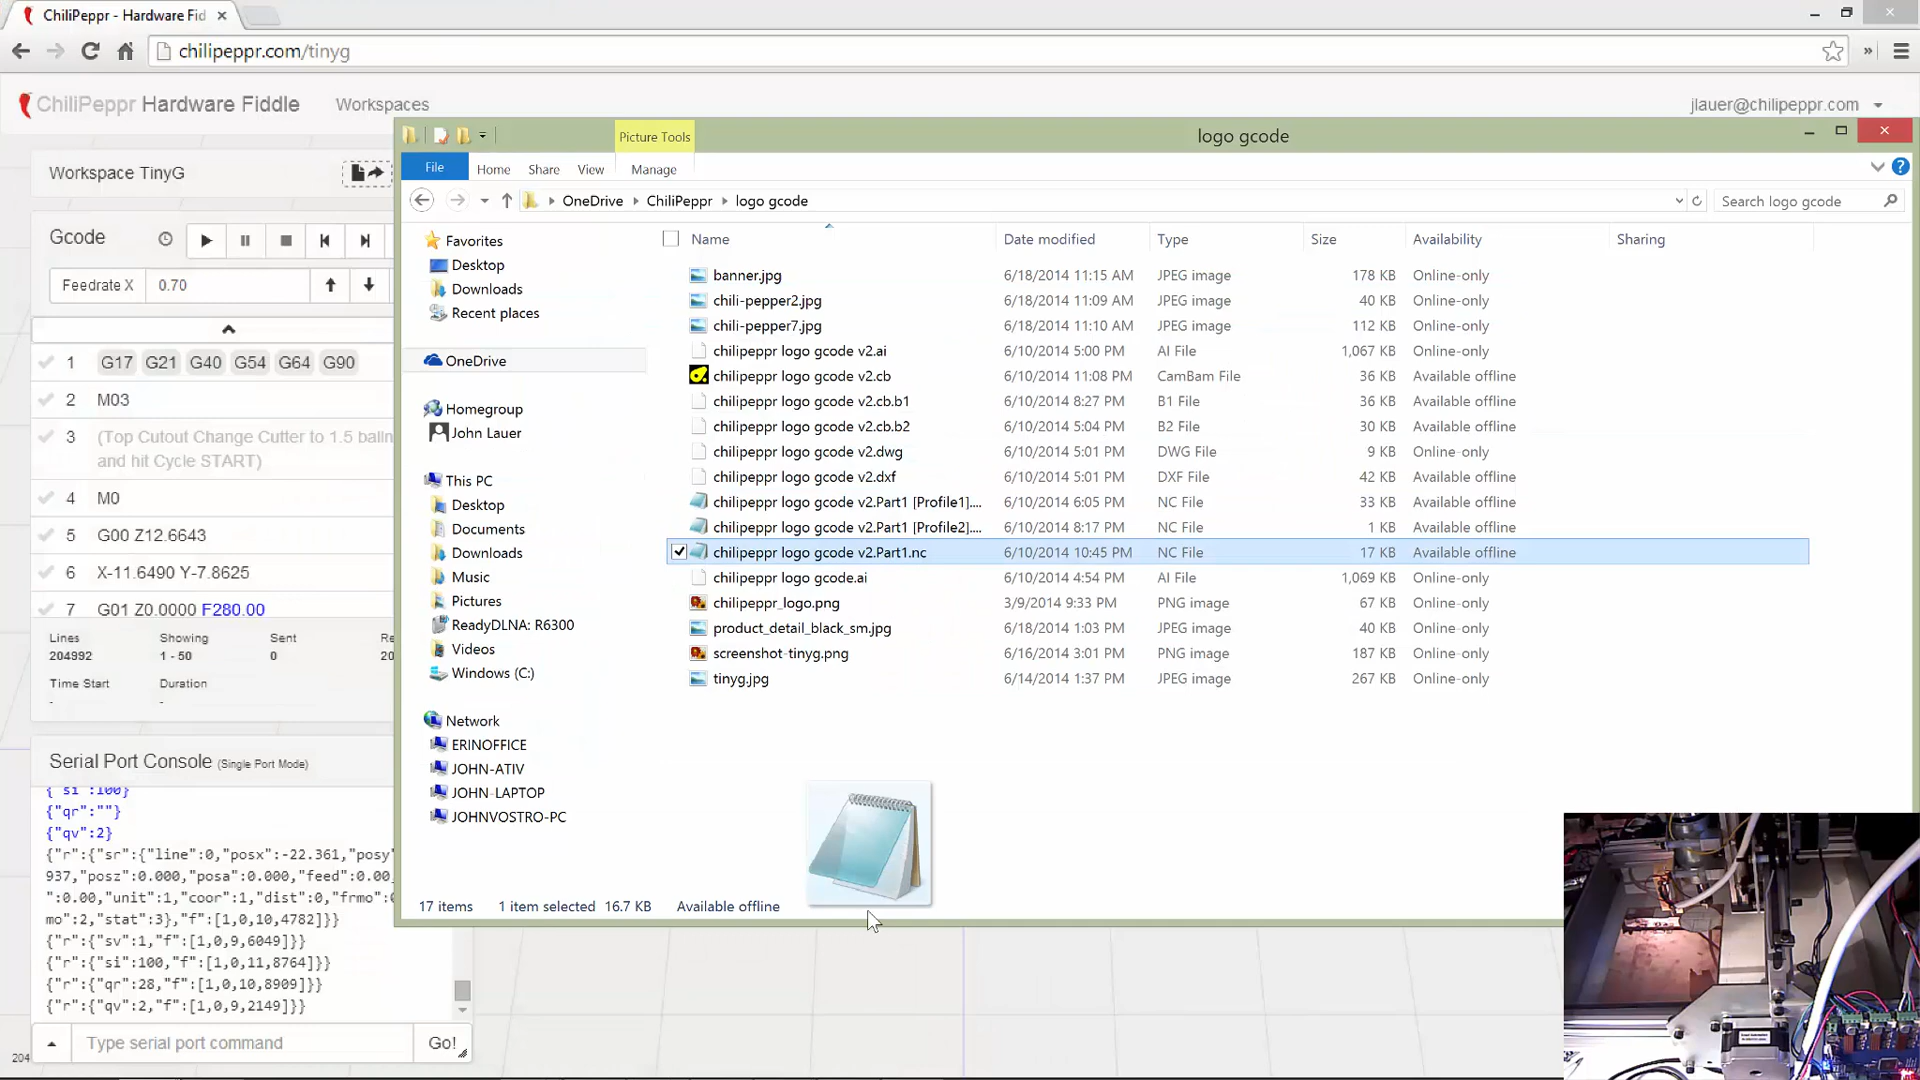 ChiliPeppr - Hardware Fid
chilipeppr.com/tinyg
ChiliPeppr Hardware Fiddle
Workspaces
jlauer@chilipeppr.com
Workspace TinyG
Gcode
Feedrate X
0.70
1 G17 G21 G40 G54 G64 G90
2 M03
3 (Top Cutout Change Cutter to 1.5 balln
and hit Cycle START)
4 M0
5 G00 Z12.6643
6 X-11.6490 Y-7.8625
7 G01 Z0.0000 F280.00
Lines Showing Sent Re
204992 1 - 50 0 20
Time Start Duration
- -
Serial Port Console (Single Port Mode)
{"si":100}
{"qr":""}
{"qv":2}
{"r":{"sr":{"line":0,"posx":-22.361,"posy
937,"posz":0.000,"posa":0.000,"feed":0.00,
":0.00,"unit":1,"coor":1,"dist":0,"frmo
mo":2,"stat":3},"f":[1,0,10,4782]}}
{"r":{"sv":1,"f":[1,0,9,6049]}}
{"r":{"si":100,"f":[1,0,11,8764]}}
{"r":{"qr":28,"f":[1,0,10,8909]}}
{"r":{"qv":2,"f":[1,0,9,2149]}}
Type serial port command
Go!
204
Picture Tools
logo gcode
File Home Share View Manage
OneDrive ChiliPeppr logo gcode
Search logo gcode
Favorites
Desktop
Downloads
Recent places
OneDrive
Homegroup
John Lauer
This PC
Desktop
Documents
Downloads
Music
Pictures
ReadyDLNA: R6300
Videos
Windows (C:)
Network
ERINOFFICE
JOHN-ATIV
JOHN-LAPTOP
JOHNVOSTRO-PC
Name Date modified Type Size Availability Sharing
banner.jpg 6/18/2014 11:15 AM JPEG image 178 KB Online-only
chili-pepper2.jpg 6/18/2014 11:09 AM JPEG image 40 KB Online-only
chili-pepper7.jpg 6/18/2014 11:10 AM JPEG image 112 KB Online-only
chilipeppr logo gcode v2.ai 6/10/2014 5:00 PM AI File 1,067 KB Online-only
chilipeppr logo gcode v2.cb 6/10/2014 11:08 PM CamBam File 36 KB Available offline
chilipeppr logo gcode v2.cb.b1 6/10/2014 8:27 PM B1 File 36 KB Available offline
chilipeppr logo gcode v2.cb.b2 6/10/2014 5:04 PM B2 File 30 KB Available offline
chilipeppr logo gcode v2.dwg 6/10/2014 5:01 PM DWG File 9 KB Available offline
chilipeppr logo gcode v2.dxf 6/10/2014 5:01 PM DXF File 42 KB Available offline
chilipeppr logo gcode v2.Part1 [Profile1].... 6/10/2014 6:05 PM NC File 33 KB Available offline
chilipeppr logo gcode v2.Part1 [Profile2].... 6/10/2014 8:17 PM NC File 1 KB Available offline
chilipeppr logo gcode v2.Part1.nc 6/10/2014 10:45 PM NC File 17 KB Available offline
chilipeppr logo gcode.ai 6/10/2014 4:54 PM AI File 1,069 KB Online-only
chilipeppr_logo.png 3/9/2014 9:33 PM PNG image 67 KB Online-only
product_detail_black_sm.jpg 6/18/2014 1:03 PM JPEG image 40 KB Online-only
screenshot-tinyg.png 6/16/2014 3:01 PM PNG image 187 KB Online-only
tinyg.jpg 6/14/2014 1:37 PM JPEG image 267 KB Online-only
17 items 1 item selected 16.7 KB Available offline